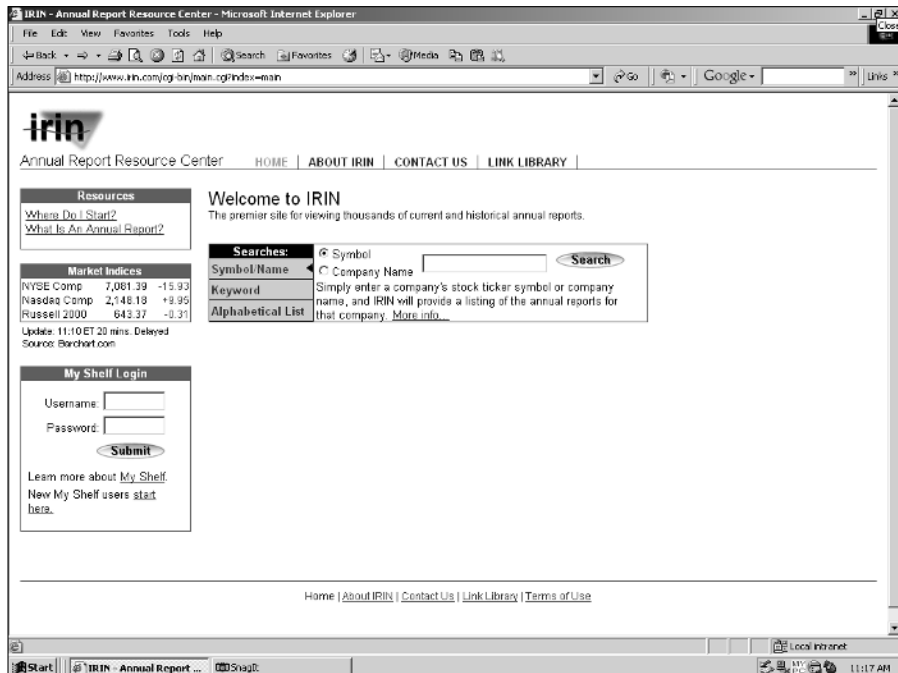 IRIN - Annual Report Resource Center - Microsoft Internet Explorer
Close
File Edit View Favorites Tools Help
Back Search Favorites Media
Address http://www.irin.com/cgi-bin/main.cgi?index=main Go Google Links
irin
Annual Report Resource Center HOME | ABOUT IRIN | CONTACT US | LINK LIBRARY |
Resources
Where Do I Start?
What Is An Annual Report?
Market Indices
NYSE Comp 7,081.39 -15.93
Nasdaq Comp 2,148.18 +9.95
Russell 2000 643.37 -0.31
Update: 11:10 ET 20 mins. Delayed
Source: Barchart.com
My Shelf Login
Username:
Password:
Submit
Learn more about My Shelf.
New My Shelf users start
here.
Welcome to IRIN
The premier site for viewing thousands of current and historical annual reports.
Searches:
Symbol/Name
Keyword
Alphabetical List
Symbol
Company Name
Search
Simply enter a company's stock ticker symbol or company
name, and IRIN will provide a listing of the annual reports for
that company. More info...
Home | About IRIN | Contact Us | Link Library | Terms of Use
Local intranet
Start IRIN - Annual Report ... SnagIt 11:17 AM